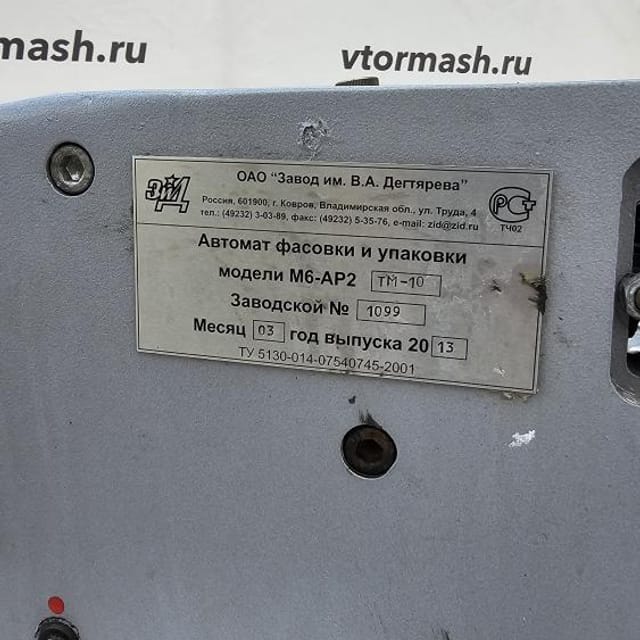 mash.ru
vtormash.ru
ЗиД
ОАО "Завод им. В.А. Дегтярева"
Россия, 601900, г. Ковров, Владимирская обл., ул. Труда, 4
тел.: (49232) 3-03-89, факс: (49232) 5-35-76, e-mail: zid@zid.ru
РСТ
ТЧ02
Автомат фасовки и упаковки
модели М6-АР2 ТМ-10
Заводской № 1099
Месяц 03 год выпуска 2013
ТУ 5130-014-07540745-2001